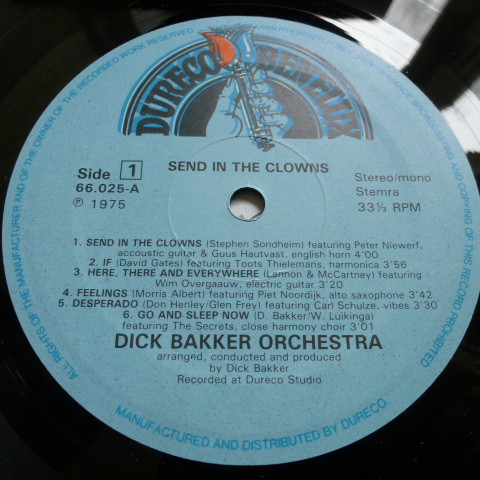 DURECO BENELUX
Side 1
66.025-A
℗ 1975
SEND IN THE CLOWNS
Stereo/mono
Stemra
33⅓ RPM
1. SEND IN THE CLOWNS (Stephen Sondheim) featuring Peter Niewerf,
accoustic guitar & Guus Hautvast, english horn 4'00
2. IF (David Gates) featuring Toots Thielemans, harmonica 3'56
3. HERE, THERE AND EVERYWHERE (Lennon & McCartney) featuring
Wim Overgaauw, electric guitar 3'20
4. FEELINGS (Morris Albert) featuring Piet Noordijk, alto saxophone 3'42
5. DESPERADO (Don Henley/Glen Frey) featuring Carl Schulze, vibes 3'30
6. GO AND SLEEP NOW (D. Bakker/W. Luikinga)
featuring The Secrets, close harmony choir 3'01
DICK BAKKER ORCHESTRA
arranged, conducted and produced
by Dick Bakker
Recorded at Dureco Studio
ALL RIGHTS OF THE MANUFACTURER AND OF THE OWNER OF THE RECORDED WORK RESERVED
BROADCASTING AND COPYING OF THIS RECORD PROHIBITED
MANUFACTURED AND DISTRIBUTED BY DURECO